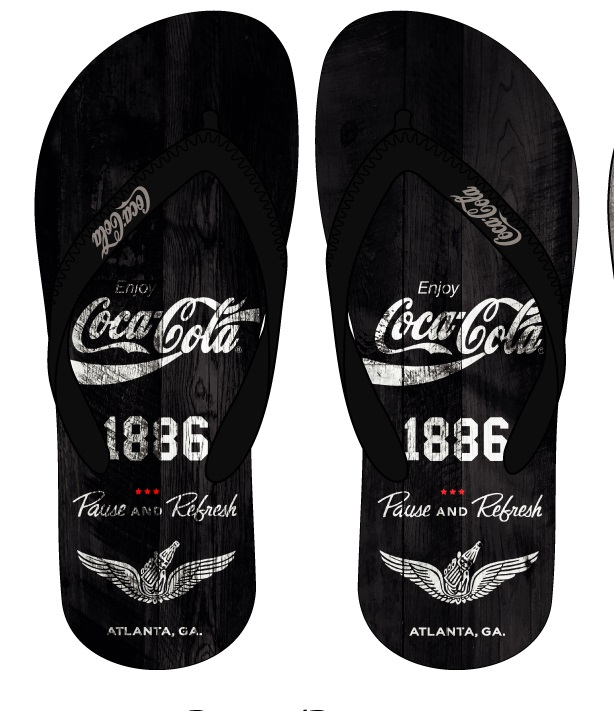 Coca-Cola
Enjoy
Coca-Cola®
1886
Pause AND Refresh
ATLANTA, GA.
Coca-Cola
Enjoy
Coca-Cola®
1886
Pause AND Refresh
ATLANTA, GA.